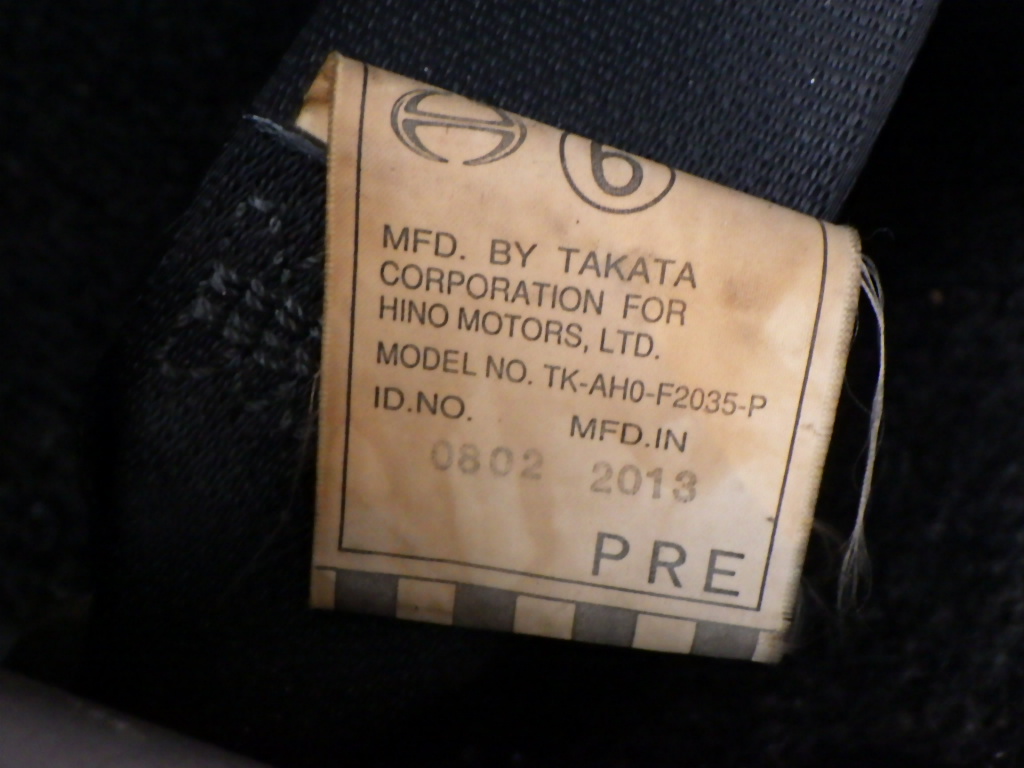 6
MFD. BY TAKATA
CORPORATION FOR
HINO MOTORS, LTD.
MODEL NO. TK-AH0-F2035-P
ID.NO. MFD.IN
0802 2013
PRE